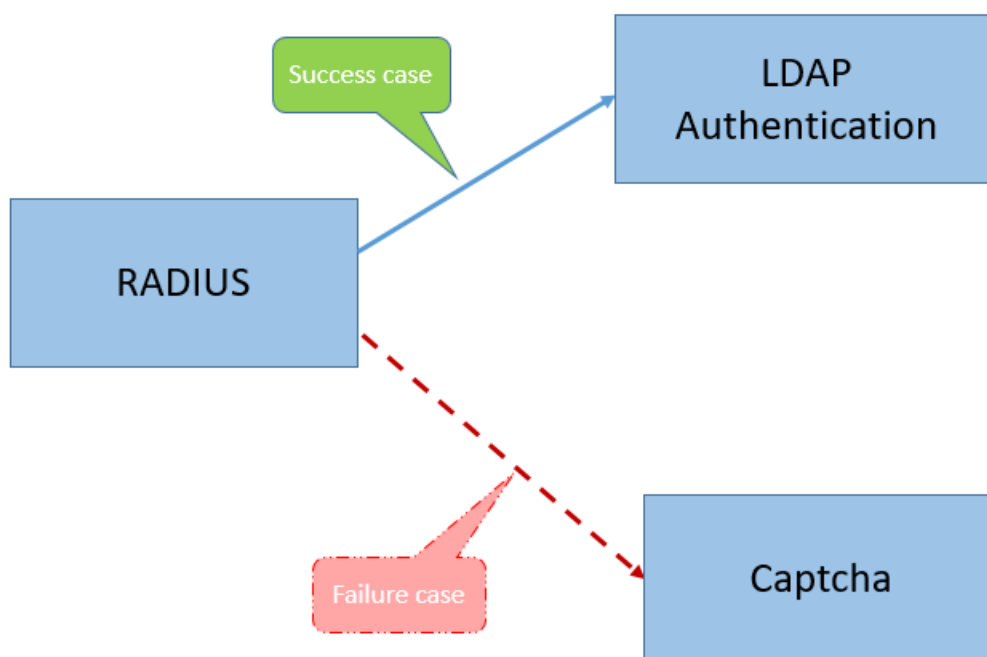 Success case
LDAP
Authentication
RADIUS
Failure case
Captcha